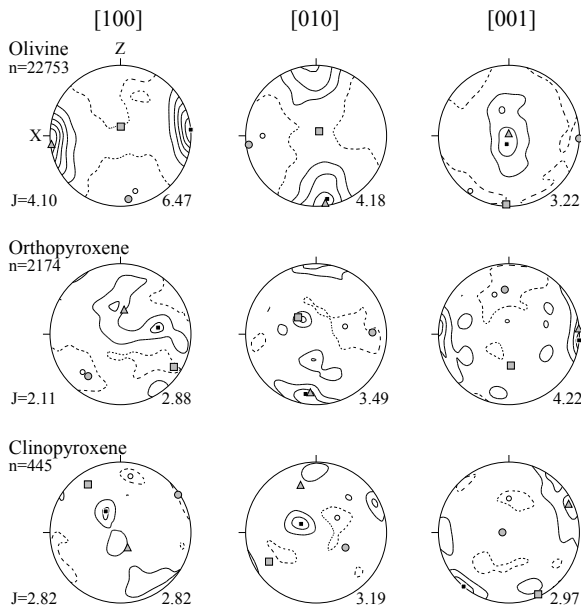 [100] [010] [001]
Olivine
n=22753
Z
X
J=4.10 6.47 4.18 3.22
Orthopyroxene
n=2174
J=2.11 2.88 3.49 4.22
Clinopyroxene
n=445
J=2.82 2.82 3.19 2.97